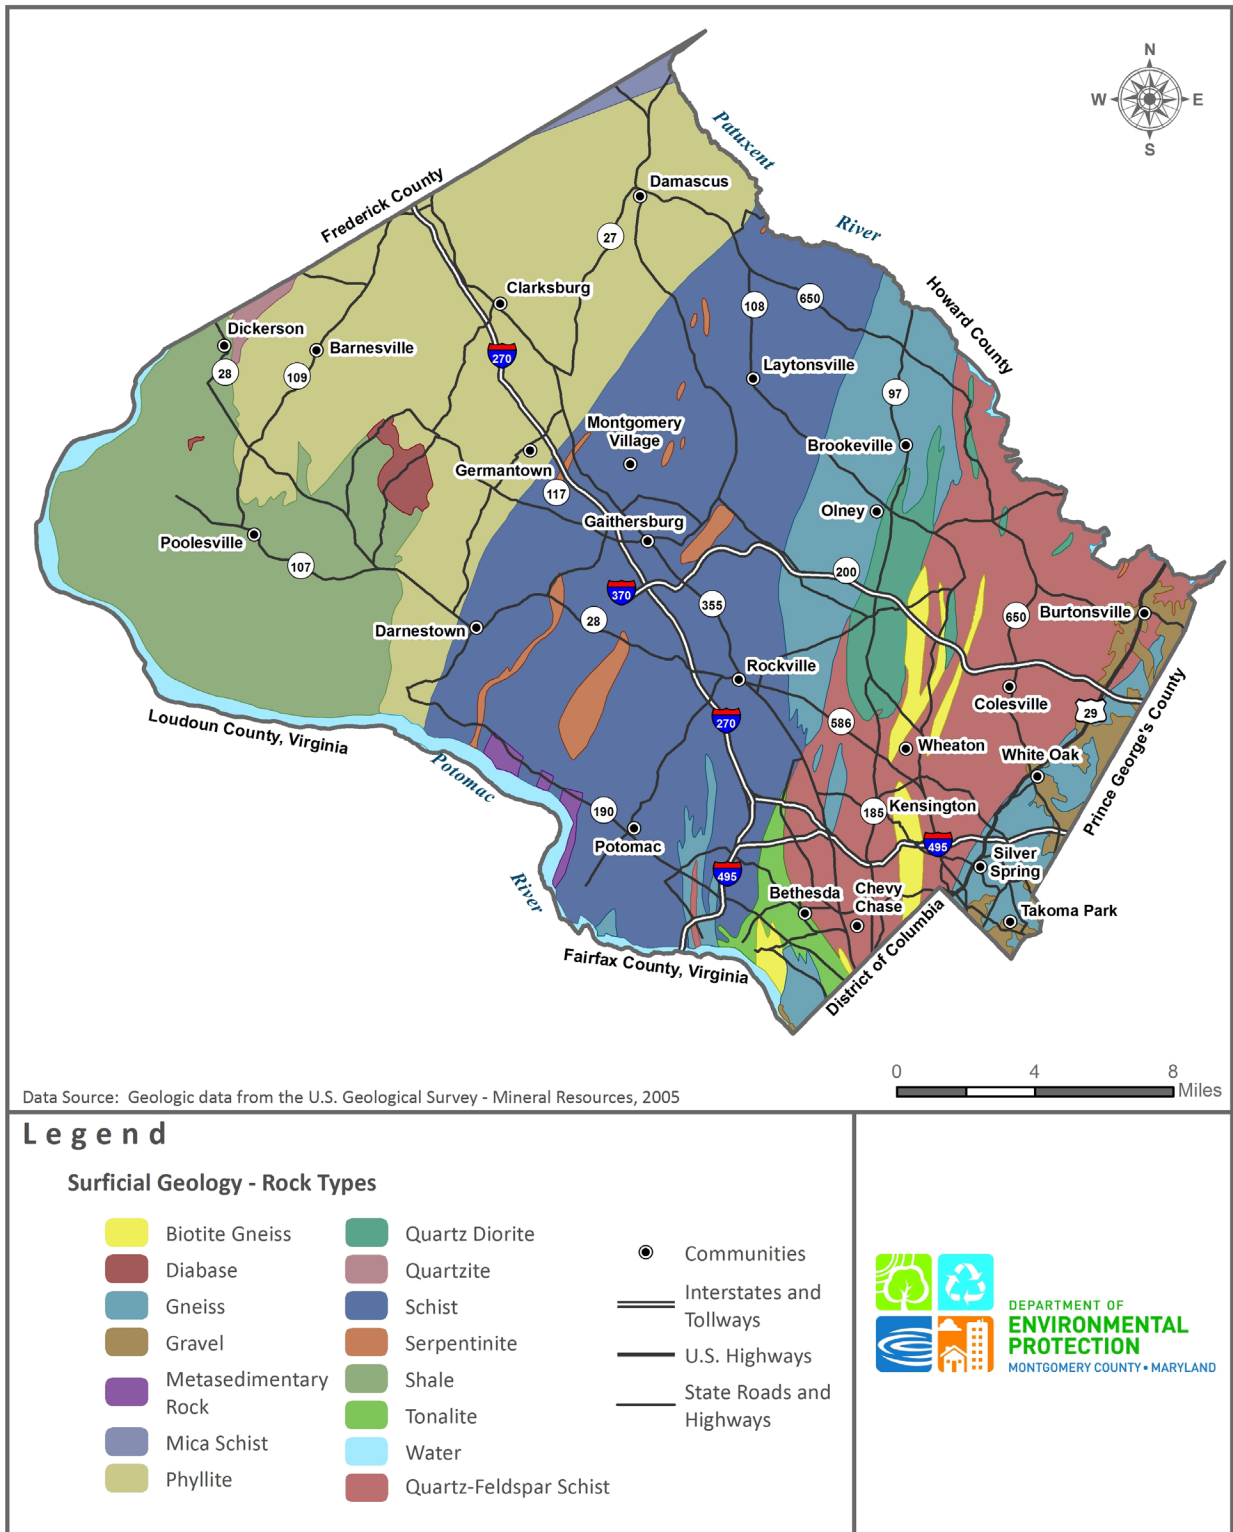 N
W
E
S
Patuxent
Damascus
Frederick County
River
27
Clarksburg
Howard County
108
650
Dickerson
Barnesville
270
28
109
Laytonsville
97
Montgomery
Village
Brookeville
Germantown
117
Olney
Gaithersburg
Poolesville
107
200
370
355
28
650
Burtonsville
Darnestown
Rockville
Colesville
Loudoun County, Virginia
270
586
29
Wheaton
White Oak
Prince George's County
Potomac
190
185
Kensington
Potomac
495
495
Silver
Spring
River
Bethesda
Chevy
Chase
Takoma Park
Fairfax County, Virginia
District of Columbia
0
4
8
Miles
Data Source: Geologic data from the U.S. Geological Survey - Mineral Resources, 2005
Legend
Surficial Geology - Rock Types
Biotite Gneiss
Diabase
Gneiss
Gravel
Metasedimentary
Rock
Mica Schist
Phyllite
Quartz Diorite
Quartzite
Schist
Serpentinite
Shale
Tonalite
Water
Quartz-Feldspar Schist
Communities
Interstates and
Tollways
U.S. Highways
State Roads and
Highways
DEPARTMENT OF
ENVIRONMENTAL
PROTECTION
MONTGOMERY COUNTY • MARYLAND